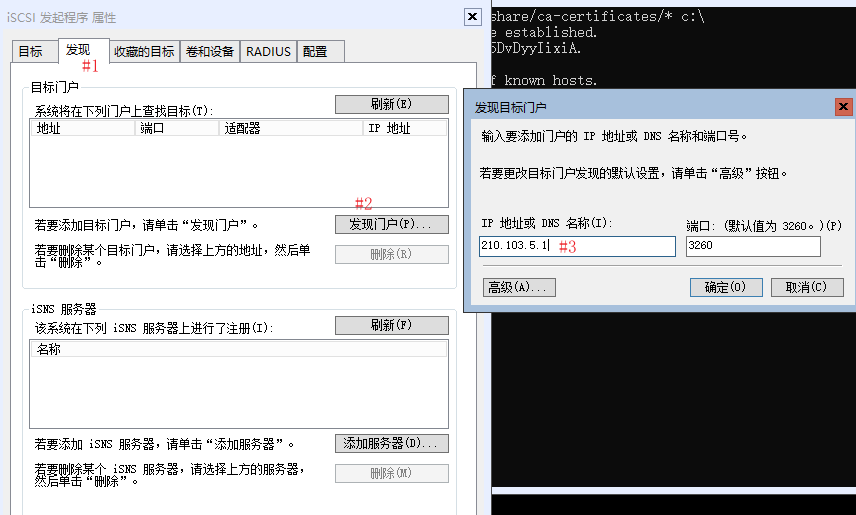 iSCSI 发起程序 属性
目标
发现
收藏的目标
卷和设备
RADIUS
配置
#1
目标门户
系统将在下列门户上查找目标(T):
刷新(E)
地址
端口
适配器
IP 地址
#2
若要添加目标门户，请单击“发现门户”。
发现门户(P)...
若要删除某个目标门户，请选择上方的地址，然后单
击“删除”。
删除(R)
iSNS 服务器
该系统在下列 iSNS 服务器上进行了注册(I):
刷新(F)
名称
若要添加 iSNS 服务器，请单击“添加服务器”。
添加服务器(D)...
若要删除某个 iSNS 服务器，请选择上方的服务器，
然后单击“删除”。
删除(M)
share/ca-certificates/* c:\
e established.
5DvDyyIixiA.
f known hosts.
发现目标门户
输入要添加门户的 IP 地址或 DNS 名称和端口号。
若要更改目标门户发现的默认设置，请单击“高级”按钮。
IP 地址或 DNS 名称(I):
端口: (默认值为 3260。)(P)
210.103.5.1
#3
3260
高级(A)...
确定(O)
取消(C)